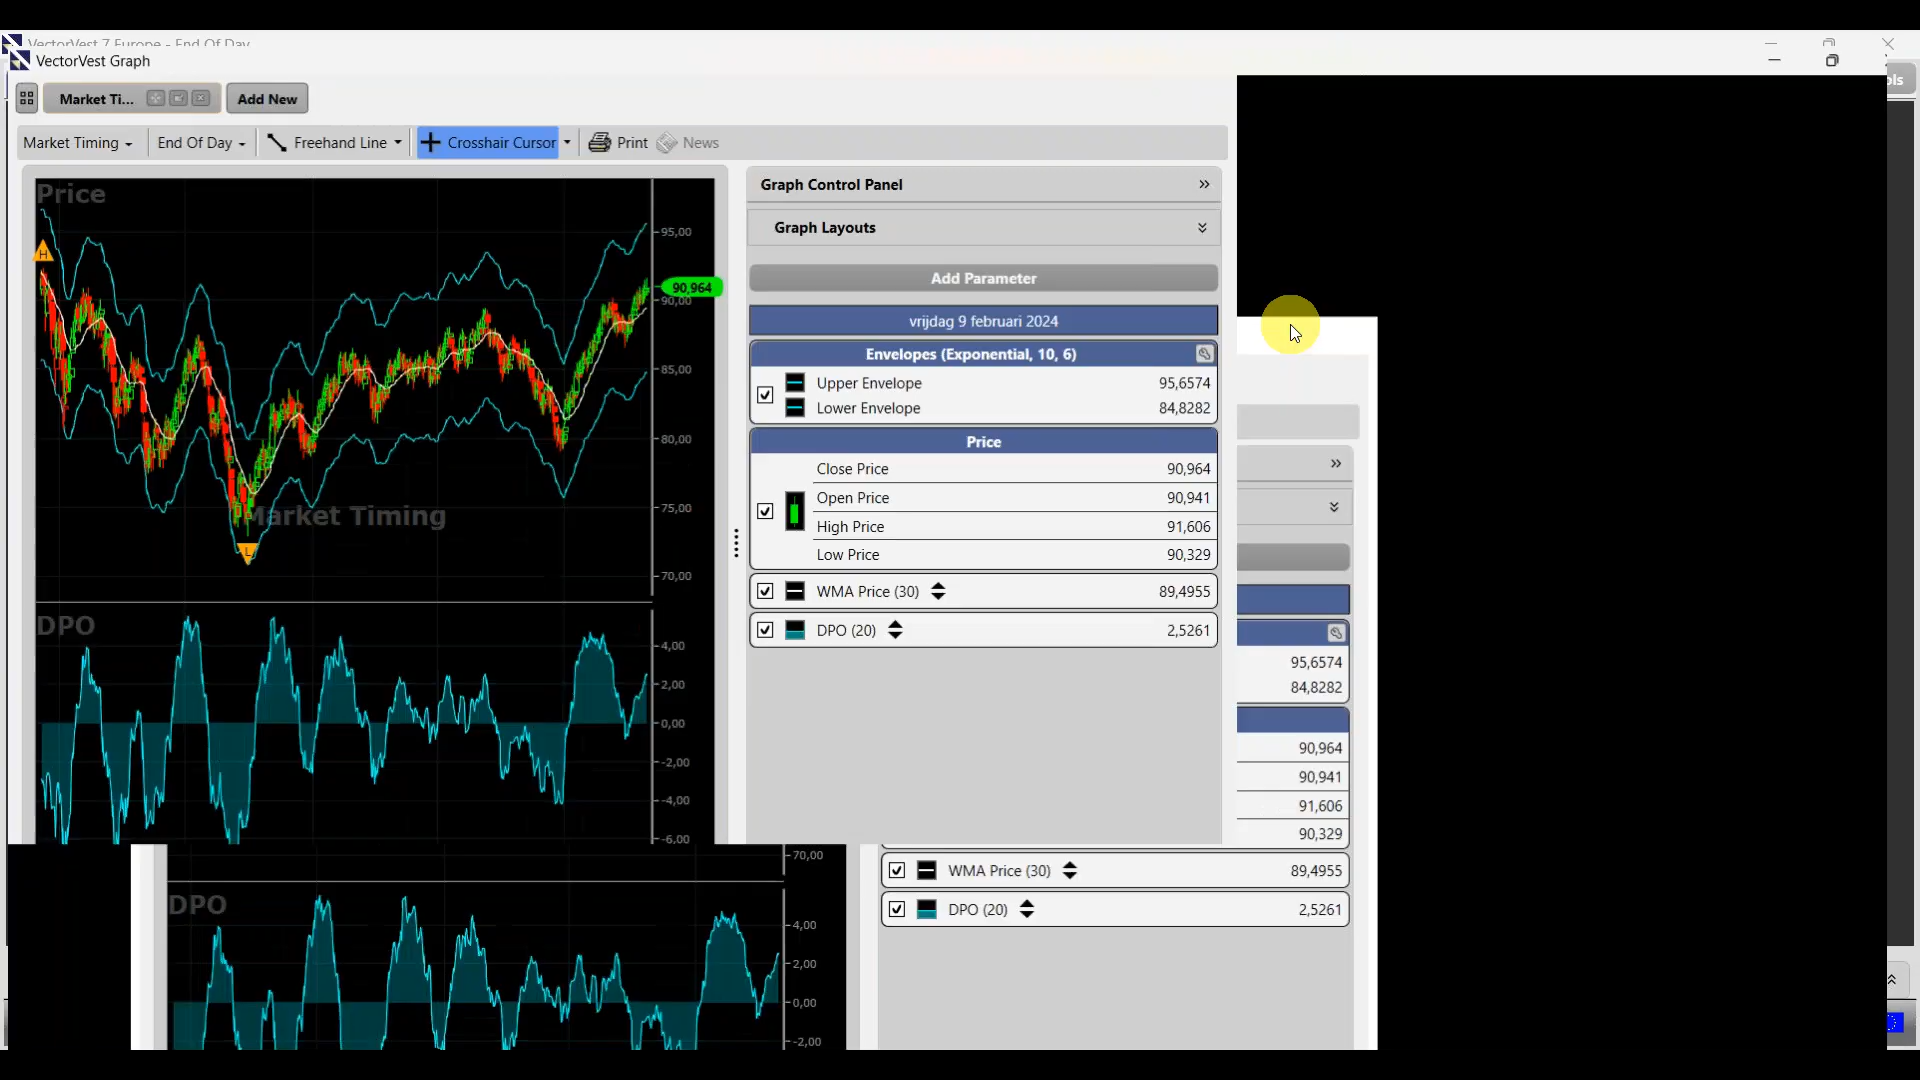 VectorVest 7 Europe - End Of Day
VectorVest Graph
ols
Market Ti...
Add New
Market Timing
End Of Day
Freehand Line
Crosshair Cursor
Print
News
Price
H
95,00
90,964
90,00
85,00
80,00
75,00
70,00
L
Market Timing
DPO
4,00
2,00
0,00
-2,00
-4,00
-6,00
Graph Control Panel
Graph Layouts
Add Parameter
vrijdag 9 februari 2024
Envelopes (Exponential, 10, 6)
Upper Envelope 95,6574
Lower Envelope 84,8282
Price
Close Price 90,964
Open Price 90,941
High Price 91,606
Low Price 90,329
WMA Price (30) 89,4955
DPO (20) 2,5261
95,6574
84,8282
90,964
90,941
91,606
90,329
WMA Price (30) 89,4955
DPO (20) 2,5261
70,00
DPO
4,00
2,00
0,00
-2,00